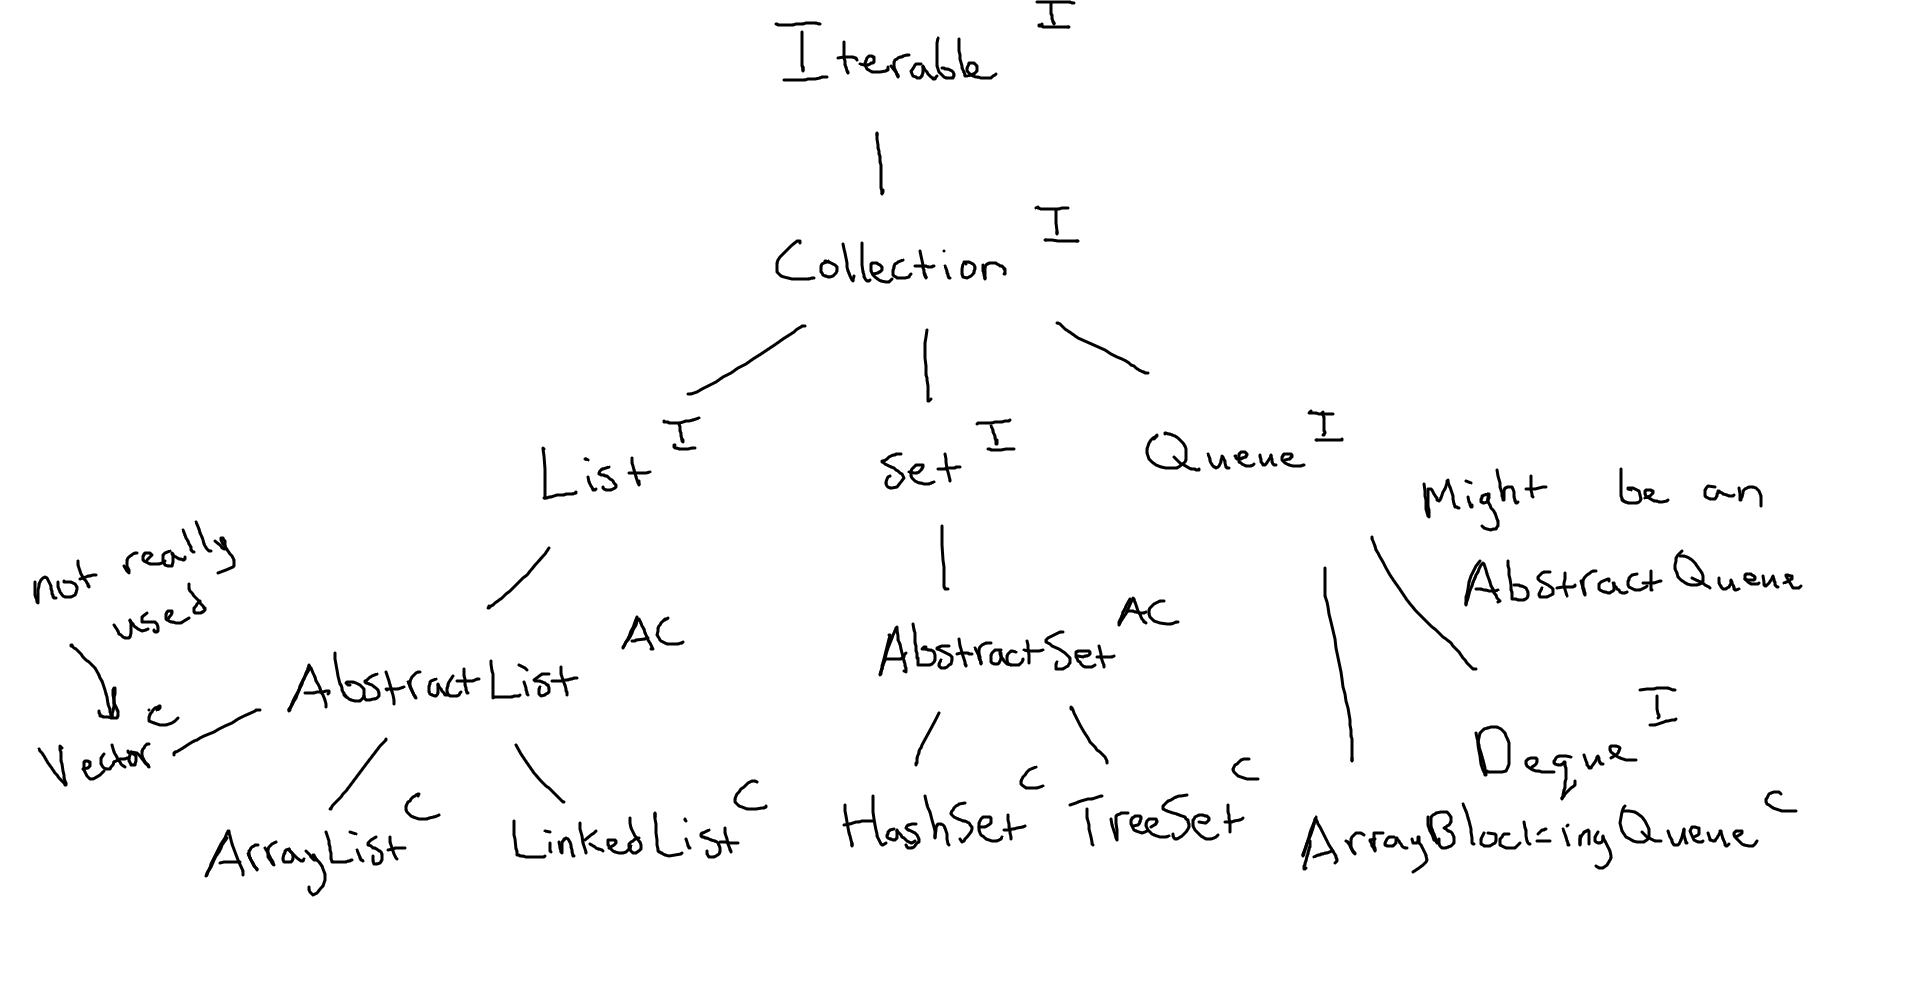 Iterable I
Collection I
List I
Set I
Queue I
Might be an
AbstractQueue
not really
used
AbstractList AC
AbstractSet AC
Vector C
Deque I
ArrayList C
LinkedList C
HashSet C
TreeSet C
ArrayBlockingQueue C